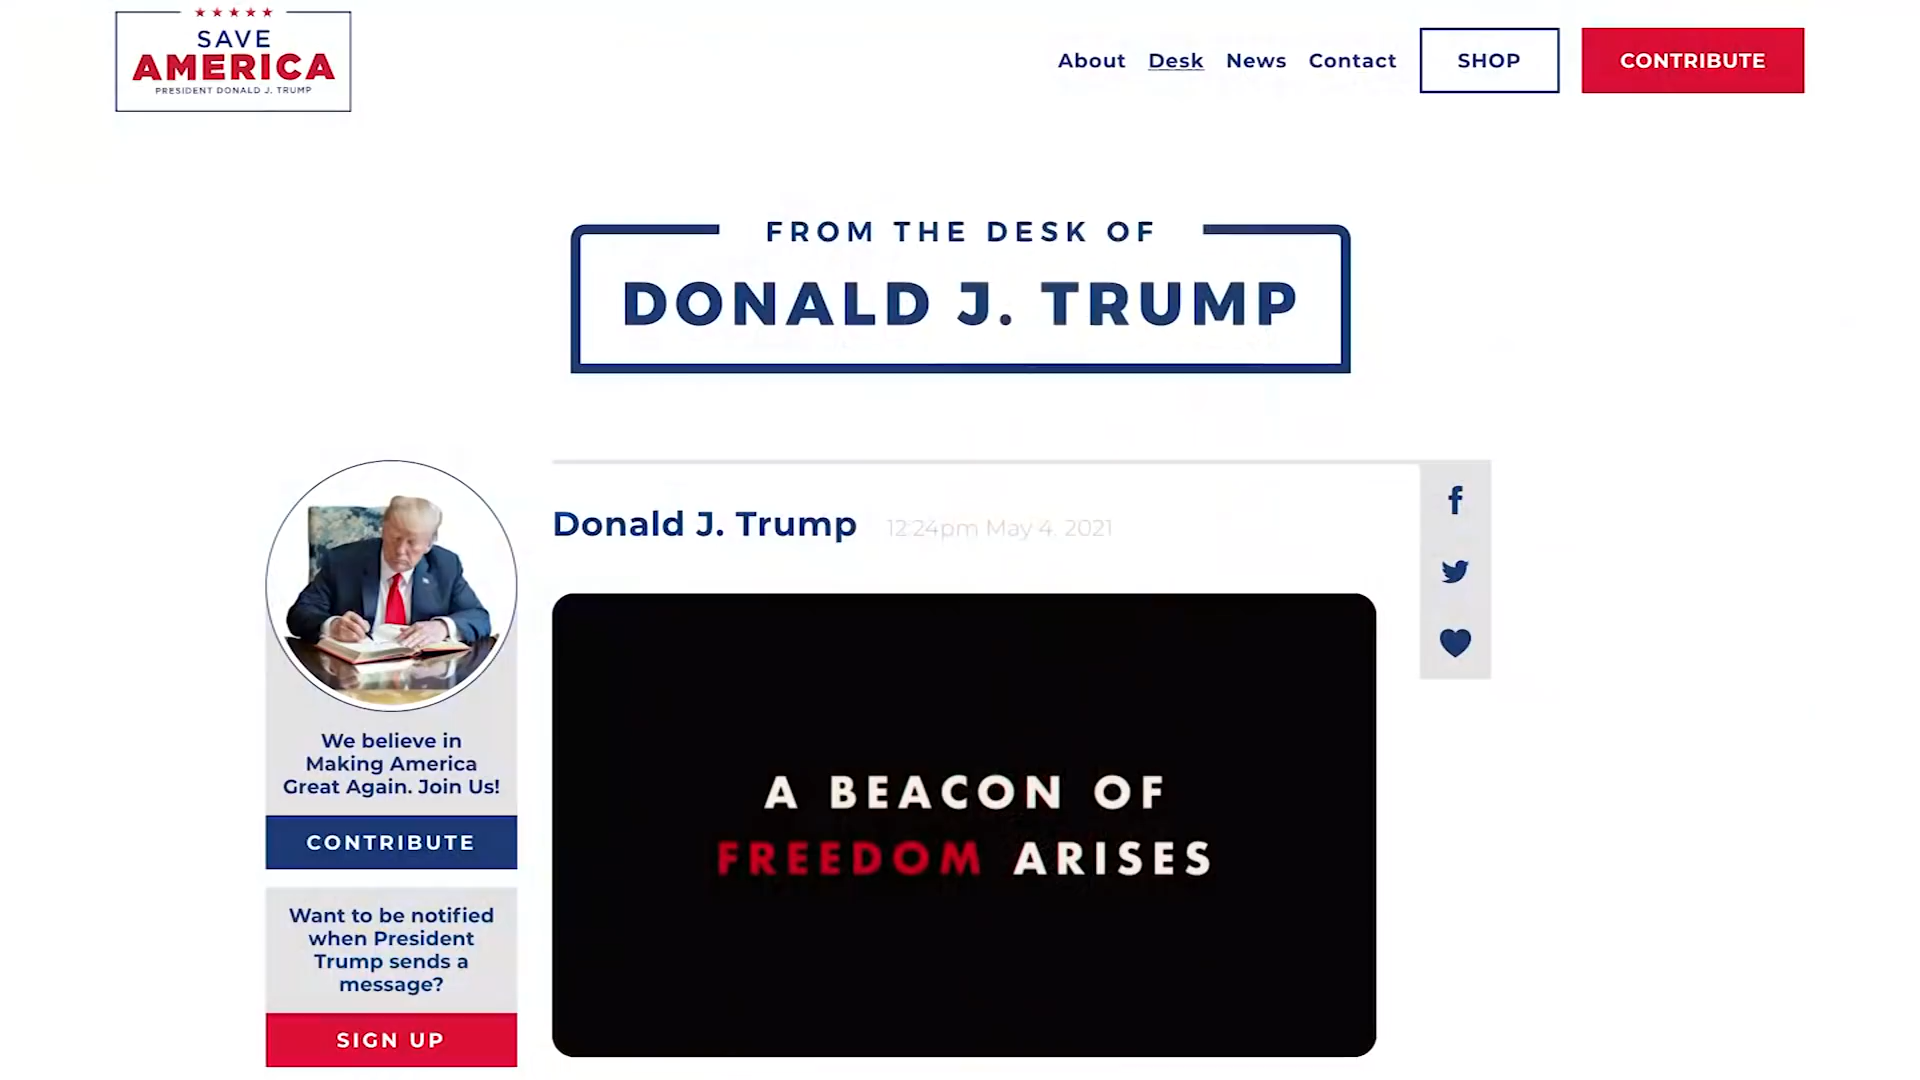 SAVE
AMERICA
PRESIDENT DONALD J. TRUMP
About Desk News Contact SHOP CONTRIBUTE
FROM THE DESK OF
DONALD J. TRUMP
Donald J. Trump 12:24pm May 4, 2021
A BEACON OF
FREEDOM ARISES
We believe in
Making America
Great Again. Join Us!
CONTRIBUTE
Want to be notified
when President
Trump sends a
message?
SIGN UP